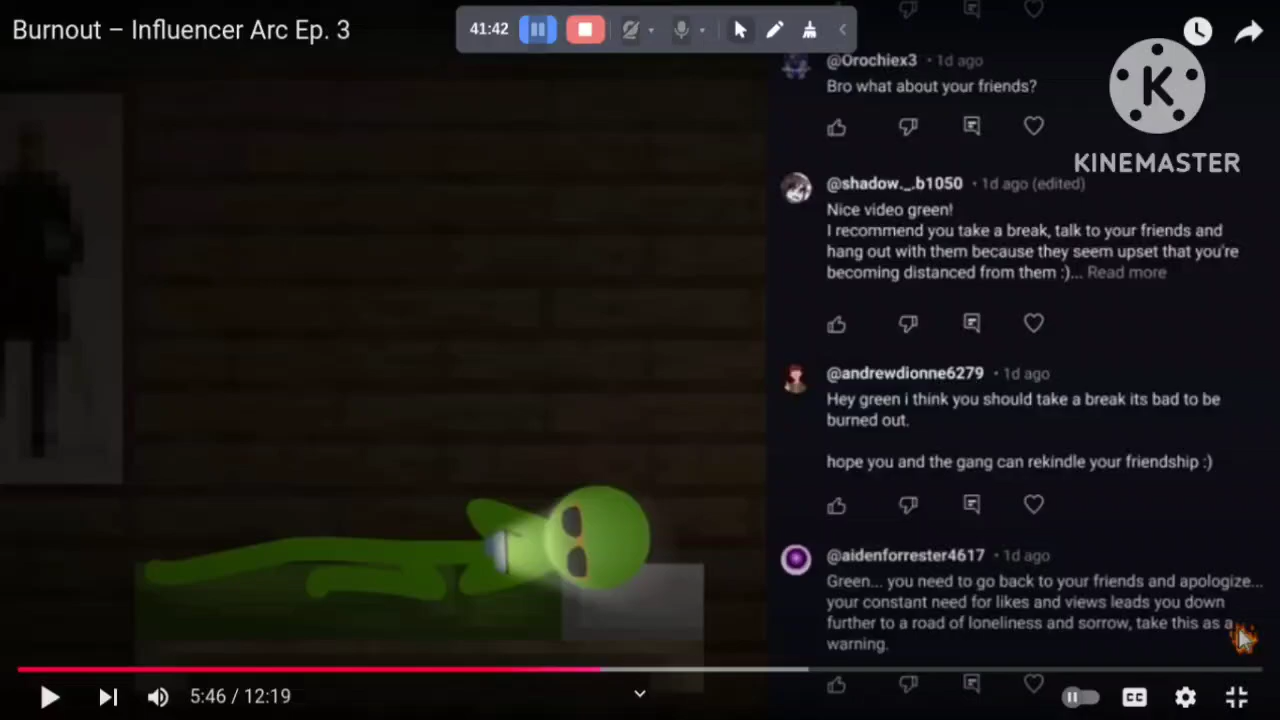 Burnout – Influencer Arc Ep. 3
41:42
@Orochiex3 • 1d ago
Bro what about your friends?
KINEMASTER
@shadow._.b1050 • 1d ago (edited)
Nice video green!
I recommend you take a break, talk to your friends and
hang out with them because they seem upset that you're
becoming distanced from them :)... Read more
@andrewdionne6279 • 1d ago
Hey green i think you should take a break its bad to be
burned out.
hope you and the gang can rekindle your friendship :)
@aidenforrester4617 • 1d ago
Green... you need to go back to your friends and apologize...
your constant need for likes and views leads you down
further to a road of loneliness and sorrow, take this as a
warning.
5:46 / 12:19
CC